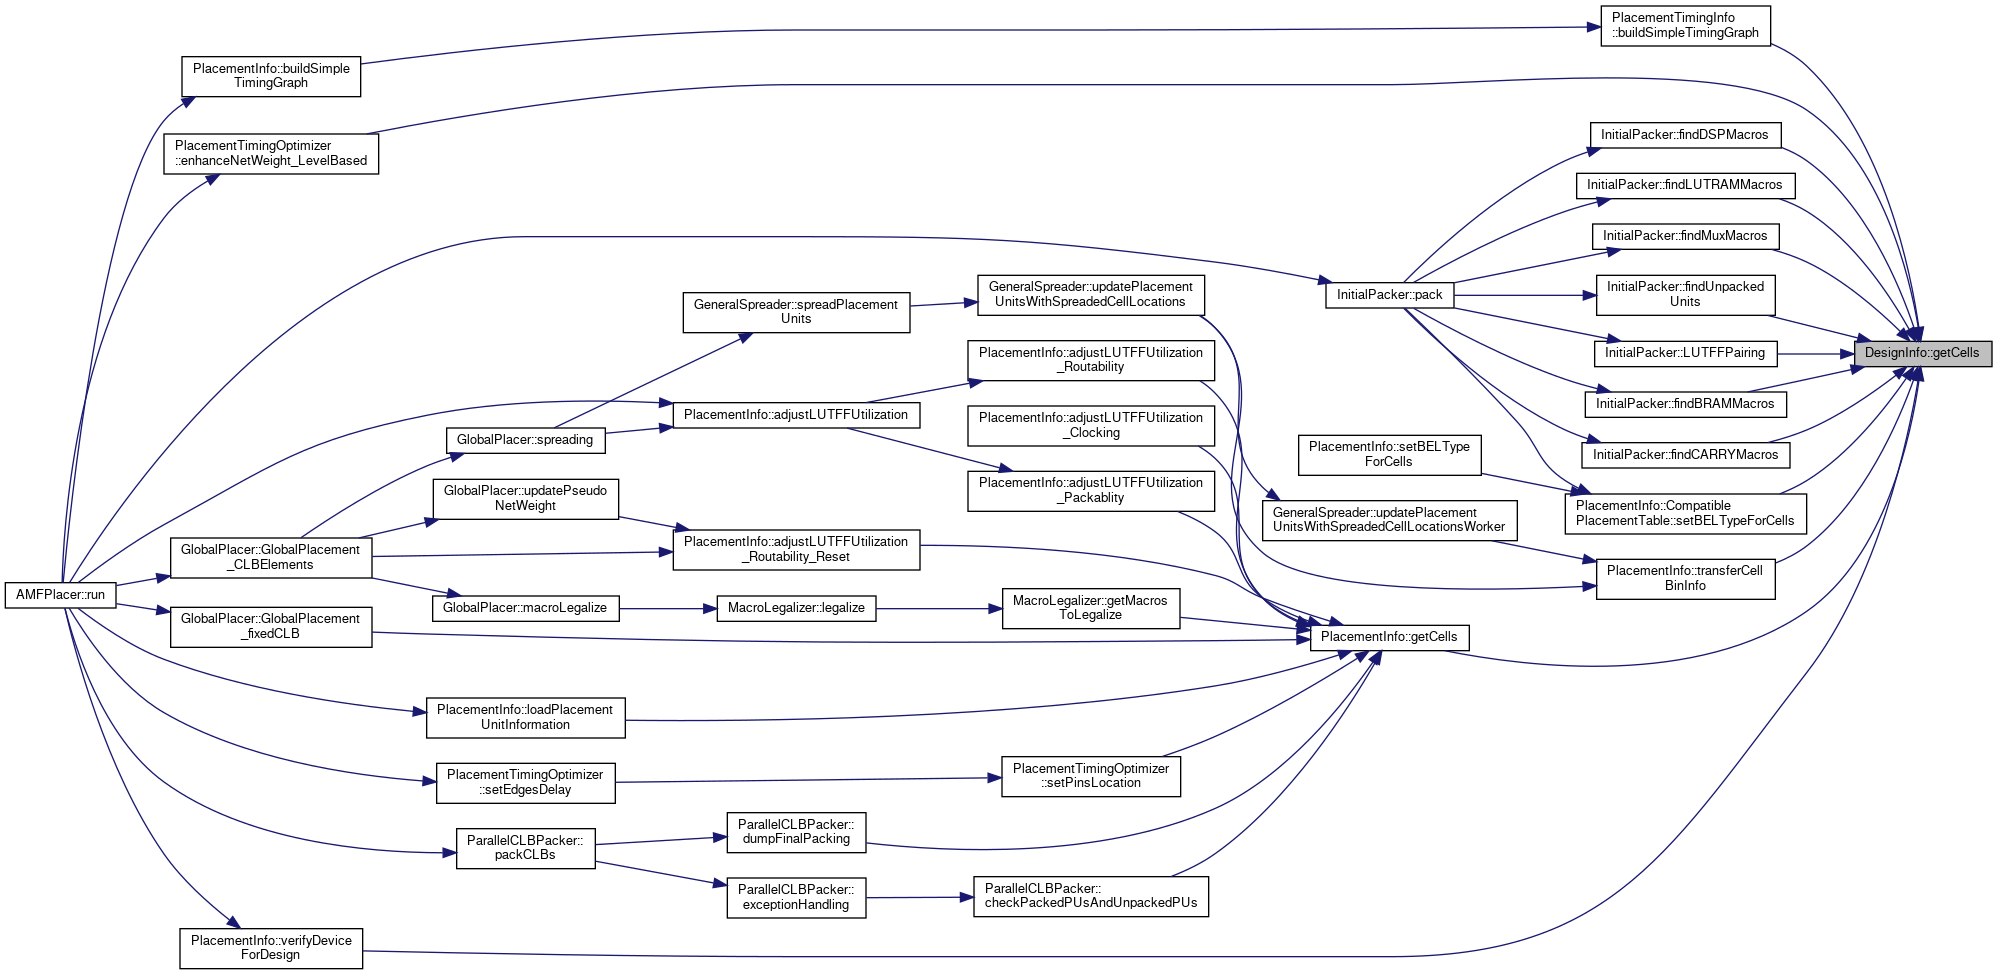 PlacementTimingInfo
::buildSimpleTimingGraph
PlacementInfo::buildSimple
TimingGraph
PlacementTimingOptimizer
::enhanceNetWeight_LevelBased
InitialPacker::findDSPMacros
InitialPacker::findLUTRAMMacros
InitialPacker::findMuxMacros
InitialPacker::findUnpacked
Units
InitialPacker::pack
GeneralSpreader::updatePlacement
UnitsWithSpreadedCellLocations
GeneralSpreader::spreadPlacement
Units
InitialPacker::LUTFFPairing
DesignInfo::getCells
PlacementInfo::adjustLUTFFUtilization
_Routability
InitialPacker::findBRAMMacros
PlacementInfo::adjustLUTFFUtilization
PlacementInfo::adjustLUTFFUtilization
_Clocking
GlobalPlacer::spreading
InitialPacker::findCARRYMacros
PlacementInfo::setBELType
ForCells
PlacementInfo::adjustLUTFFUtilization
_Packablity
GlobalPlacer::updatePseudo
NetWeight
PlacementInfo::Compatible
PlacementTable::setBELTypeForCells
GeneralSpreader::updatePlacement
UnitsWithSpreadedCellLocationsWorker
PlacementInfo::adjustLUTFFUtilization
_Routability_Reset
GlobalPlacer::GlobalPlacement
_CLBElements
PlacementInfo::transferCell
BinInfo
AMFPlacer::run
GlobalPlacer::macroLegalize
MacroLegalizer::legalize
MacroLegalizer::getMacros
ToLegalize
GlobalPlacer::GlobalPlacement
_fixedCLB
PlacementInfo::getCells
PlacementInfo::loadPlacement
UnitInformation
PlacementTimingOptimizer
::setEdgesDelay
PlacementTimingOptimizer
::setPinsLocation
ParallelCLBPacker::
packCLBs
ParallelCLBPacker::
dumpFinalPacking
ParallelCLBPacker::
exceptionHandling
ParallelCLBPacker::
checkPackedPUsAndUnpackedPUs
PlacementInfo::verifyDevice
ForDesign